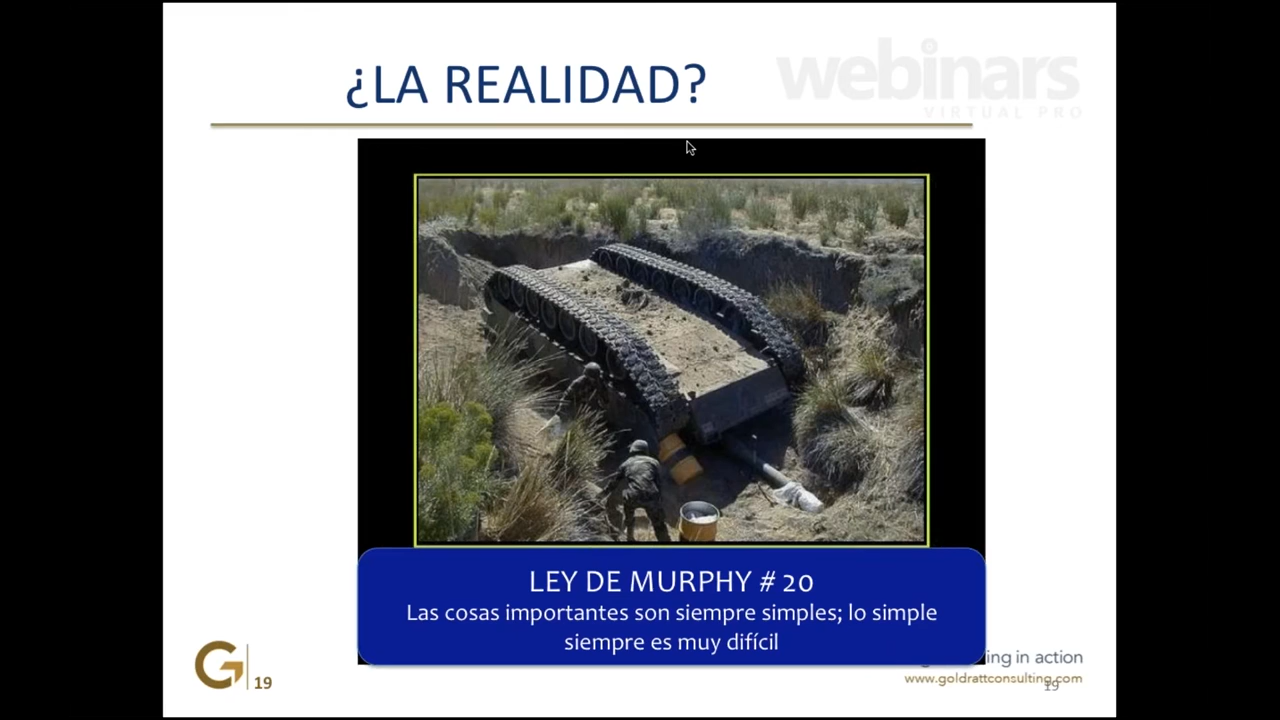 ¿LA REALIDAD?
webinars
VIRTUAL PRO
LEY DE MURPHY # 20
Las cosas importantes son siempre simples; lo simple
siempre es muy difícil
ing in action
www.goldrattconsulting.com
G
19
19